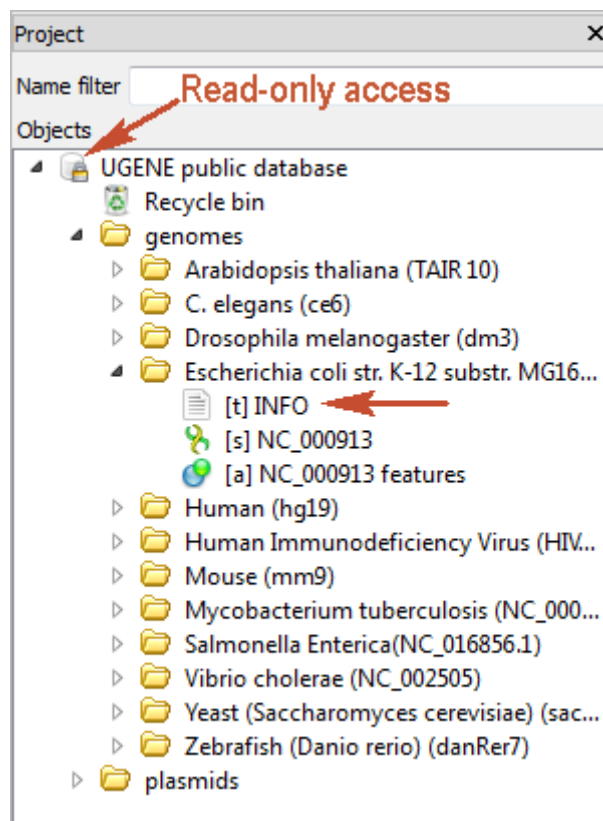 Project
Name filter
Read-only access
Objects
UGENE public database
Recycle bin
genomes
Arabidopsis thaliana (TAIR 10)
C. elegans (ce6)
Drosophila melanogaster (dm3)
Escherichia coli str. K-12 substr. MG16...
[t] INFO
[s] NC_000913
[a] NC_000913 features
Human (hg19)
Human Immunodeficiency Virus (HIV...
Mouse (mm9)
Mycobacterium tuberculosis (NC_000...
Salmonella Enterica(NC_016856.1)
Vibrio cholerae (NC_002505)
Yeast (Saccharomyces cerevisiae) (sac...
Zebrafish (Danio rerio) (danRer7)
plasmids